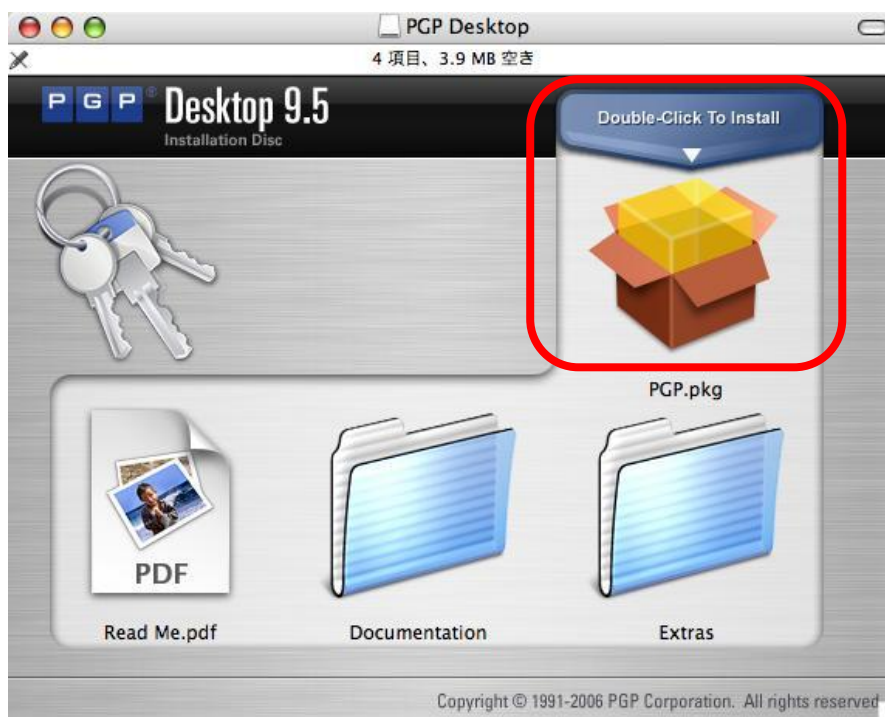 PGP Desktop
4 項目、3.9 MB 空き
PGP® Desktop 9.5
Installation Disc
Double-Click To Install
PGP.pkg
PDF
Read Me.pdf
Documentation
Extras
Copyright © 1991-2006 PGP Corporation. All rights reserved